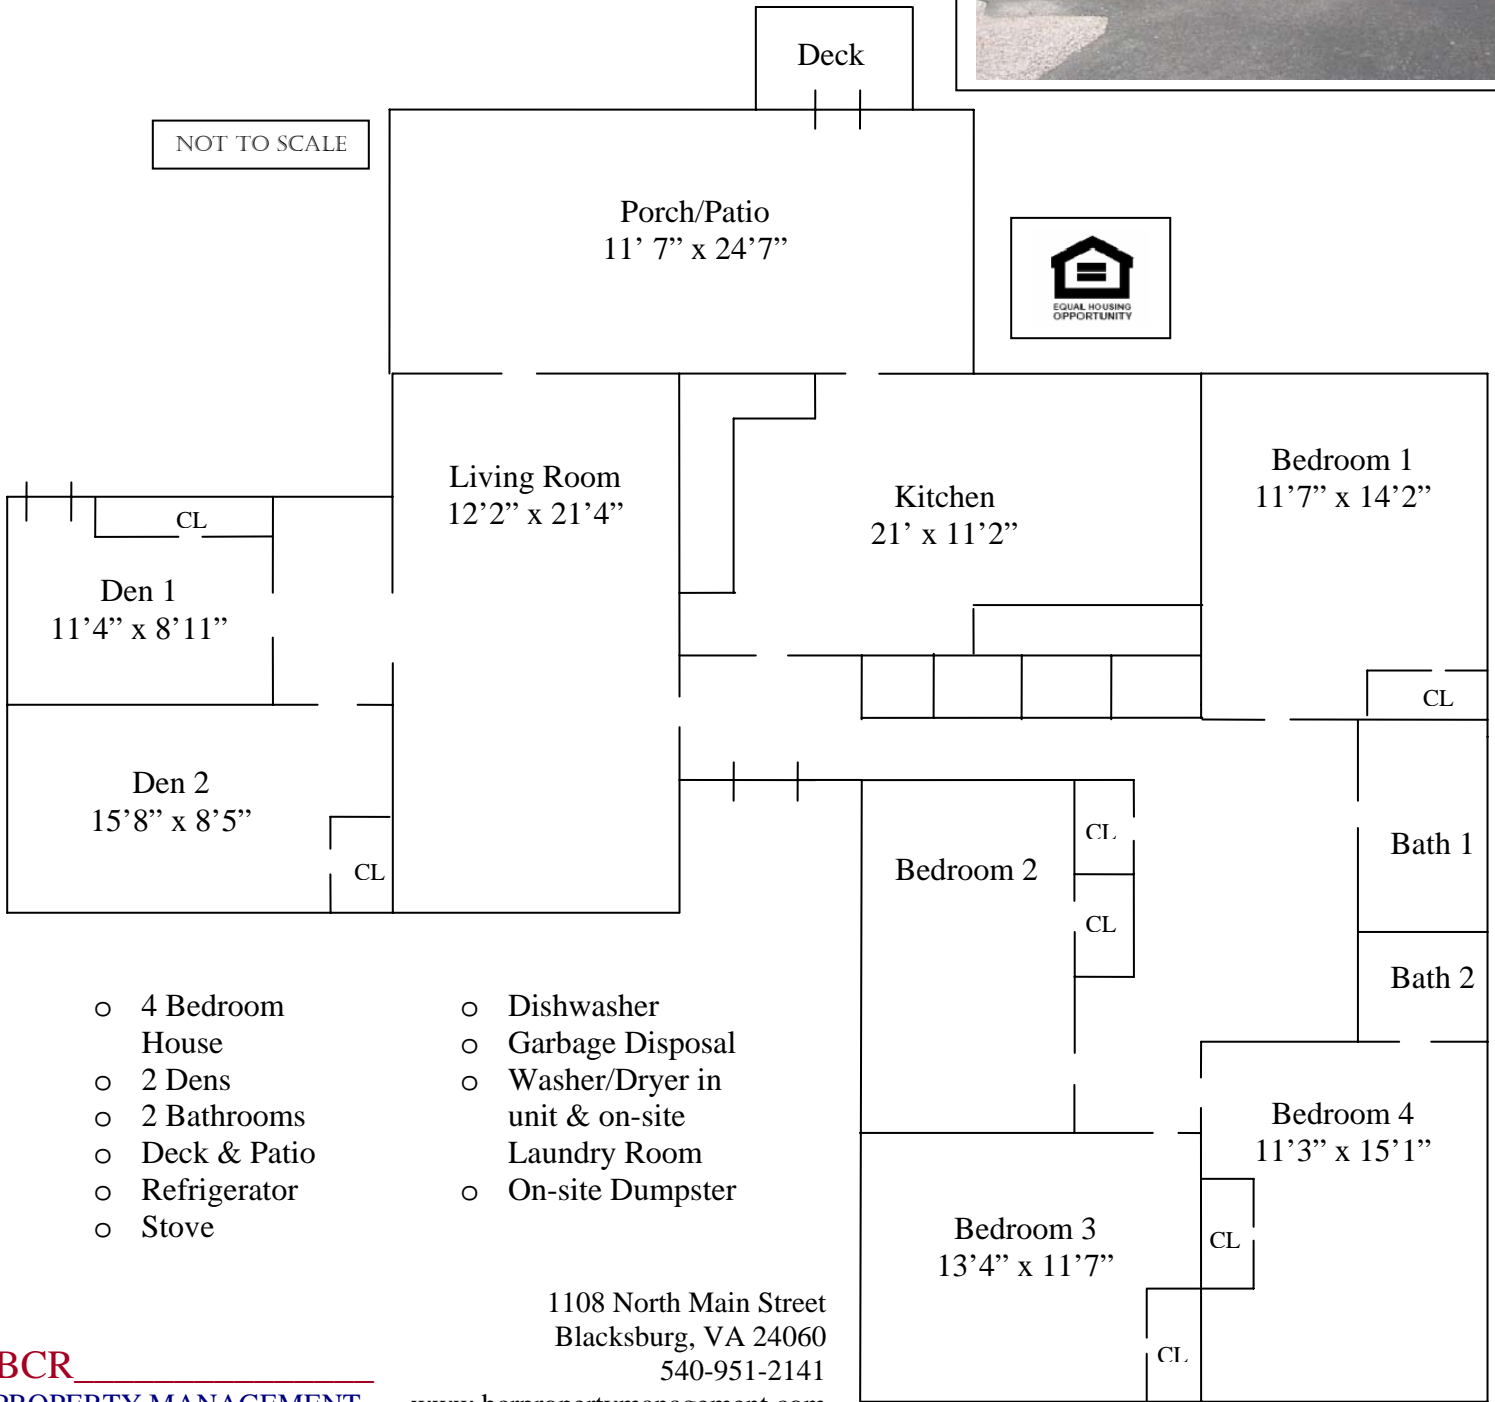 Deck
NOT TO SCALE
Porch/Patio
11’ 7” x 24’7”
EQUAL HOUSING
OPPORTUNITY
Living Room
12’2” x 21’4”
Kitchen
21’ x 11’2”
Bedroom 1
11’7” x 14’2”
CL
Den 1
11’4” x 8’11”
CL
Den 2
15’8” x 8’5”
CL
Bedroom 2
CL
CL
Bath 1
Bath 2
o 4 Bedroom
House
o 2 Dens
o 2 Bathrooms
o Deck & Patio
o Refrigerator
o Stove
o Dishwasher
o Garbage Disposal
o Washer/Dryer in
unit & on-site
Laundry Room
o On-site Dumpster
Bedroom 4
11’3” x 15’1”
Bedroom 3
13’4” x 11’7”
CL
CL
1108 North Main Street
Blacksburg, VA 24060
540-951-2141
www.bcrpropertymanagement.com
BCR
PROPERTY MANAGEMENT